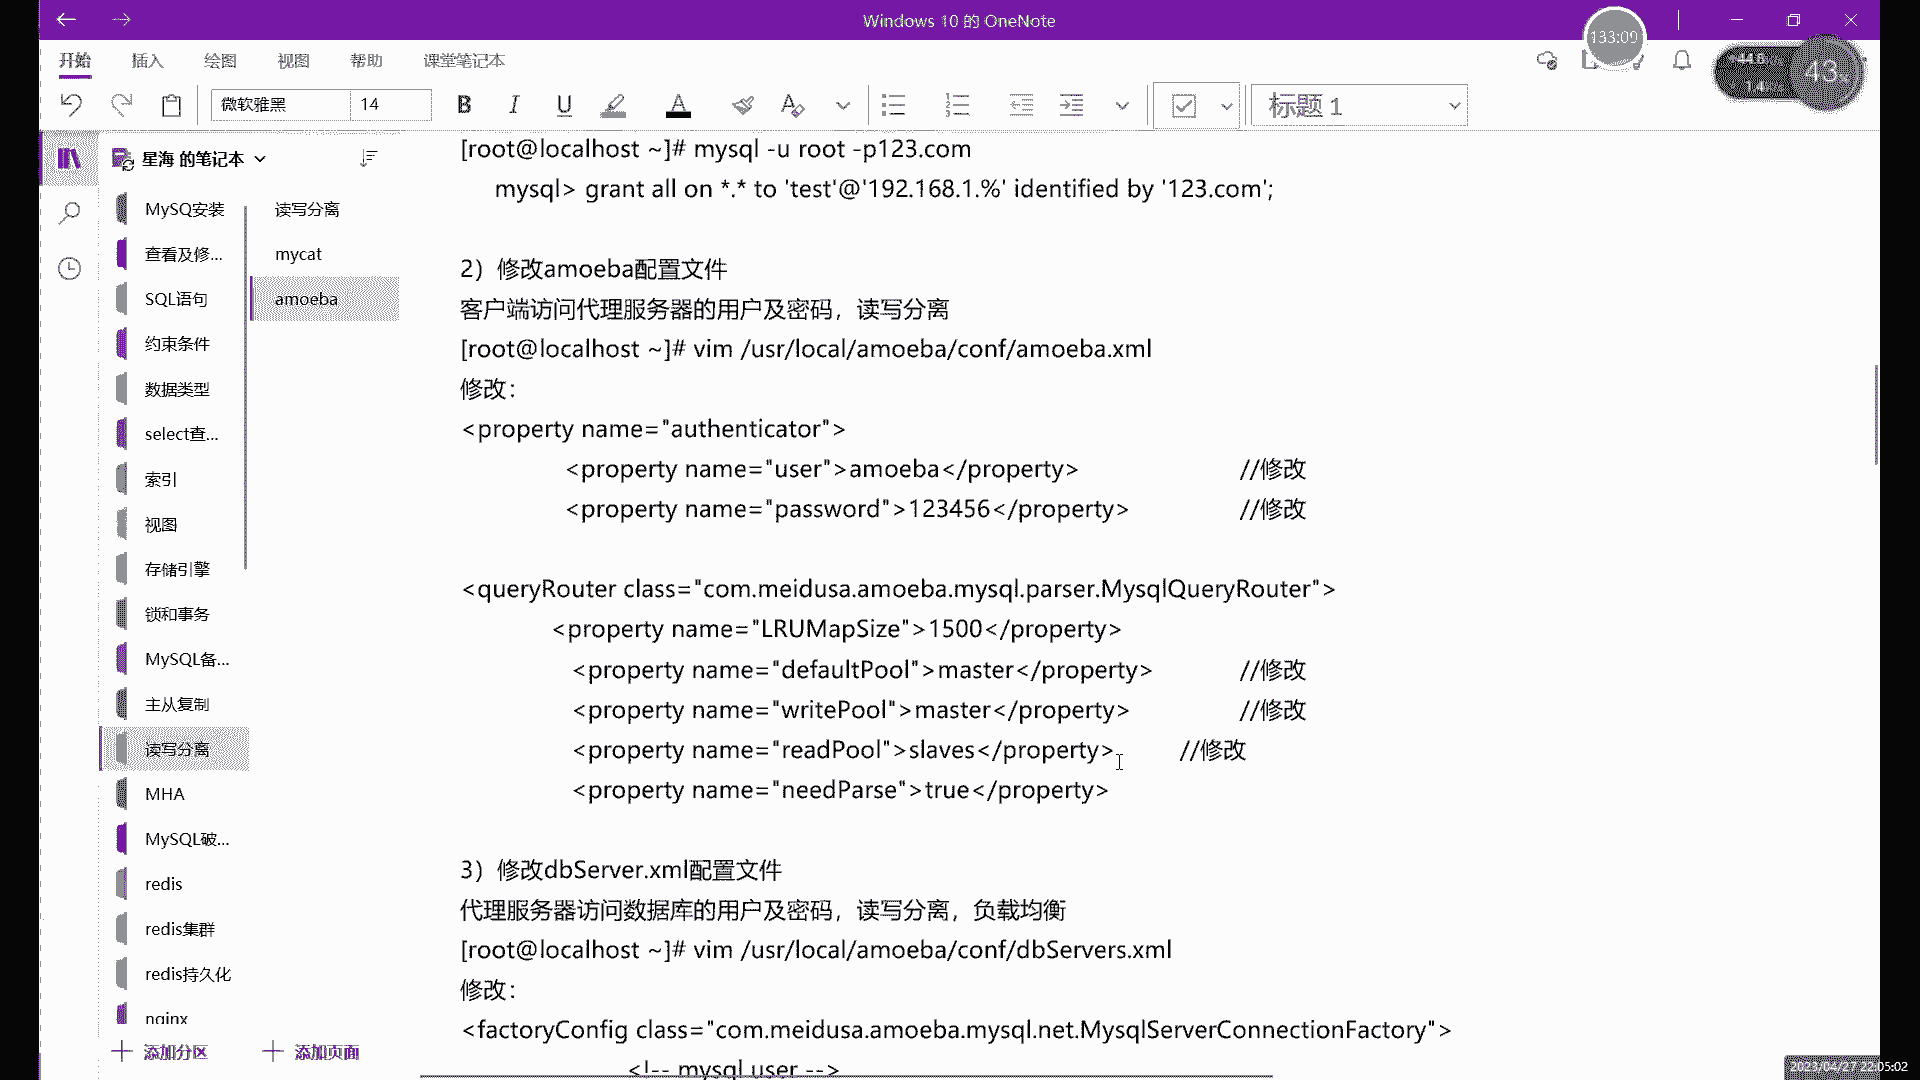 Windows 10 的 OneNote
133:09
开始 插入 绘图 视图 帮助 课堂笔记本
43
微软雅黑 14 B I U A A 标题 1
星海 的笔记本
MySQ安装
查看及修...
SQL语句
约束条件
数据类型
select查...
索引
视图
存储引擎
锁和事务
MySQL备...
主从复制
读写分离
MHA
MySQL破...
redis
redis集群
redis持久化
nginx
添加分区
读写分离
mycat
amoeba
添加页面
[root@localhost ~]# mysql -u root -p123.com
mysql> grant all on *.* to 'test'@'192.168.1.%' identified by '123.com';
2）修改amoeba配置文件
客户端访问代理服务器的用户及密码，读写分离
[root@localhost ~]# vim /usr/local/amoeba/conf/amoeba.xml
修改：
<property name="authenticator">
<property name="user">amoeba</property> //修改
<property name="password">123456</property> //修改
<queryRouter class="com.meidusa.amoeba.mysql.parser.MysqlQueryRouter">
<property name="LRUMapSize">1500</property>
<property name="defaultPool">master</property> //修改
<property name="writePool">master</property> //修改
<property name="readPool">slaves</property> //修改
<property name="needParse">true</property>
3）修改dbServer.xml配置文件
代理服务器访问数据库的用户及密码，读写分离，负载均衡
[root@localhost ~]# vim /usr/local/amoeba/conf/dbServers.xml
修改：
<factoryConfig class="com.meidusa.amoeba.mysql.net.MysqlServerConnectionFactory">
<!-- mysql user -->
2023/04/27 22:05:02